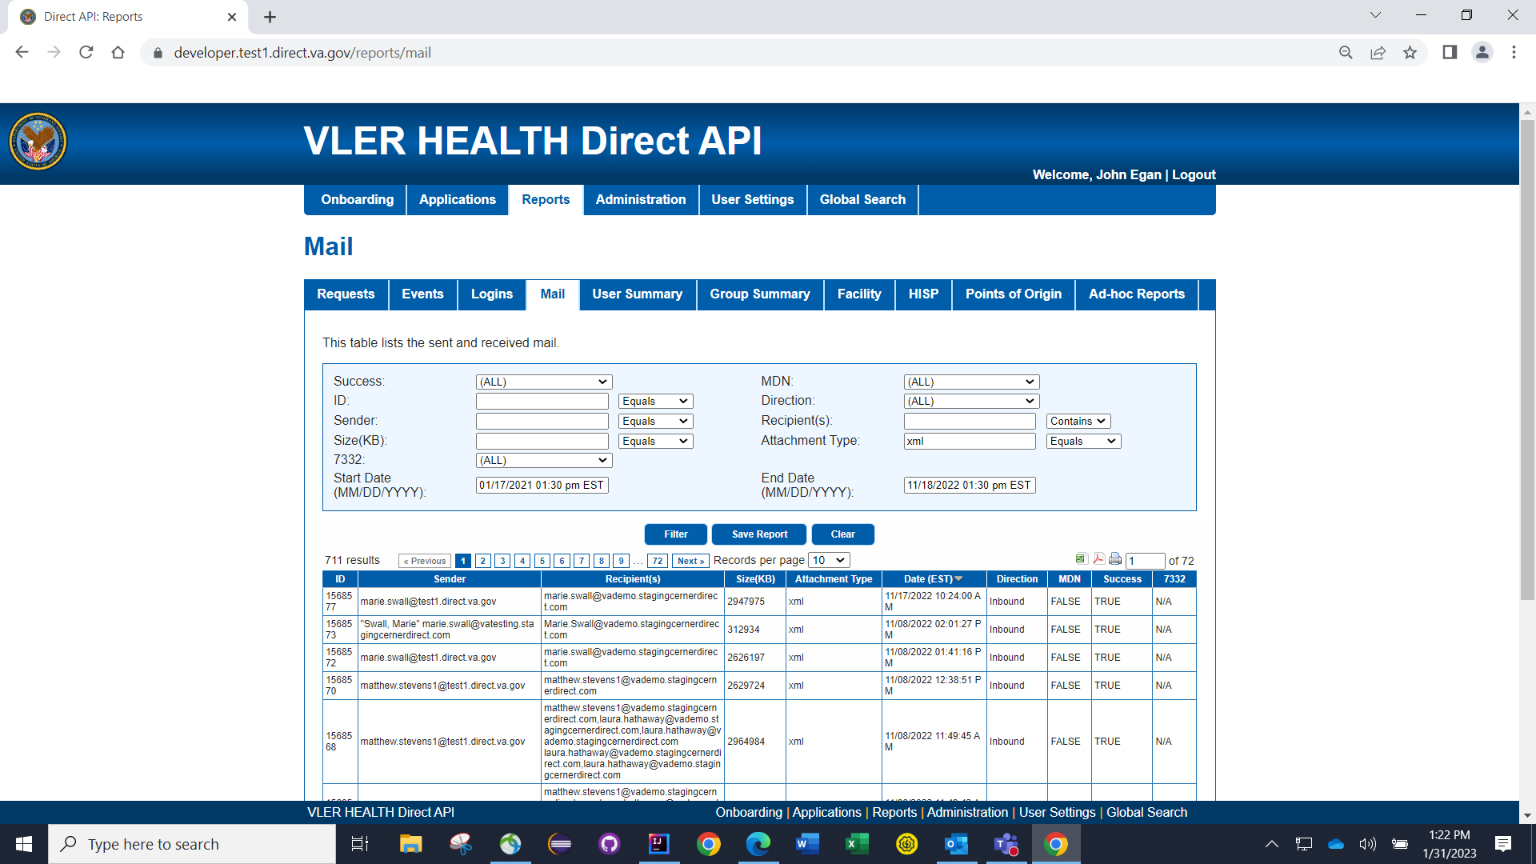 Direct API: Reports
developer.test1.direct.va.gov/reports/mail
VLER HEALTH Direct API
Welcome, John Egan | Logout
Onboarding Applications Reports Administration User Settings Global Search
Mail
Requests Events Logins Mail User Summary Group Summary Facility HISP Points of Origin Ad-hoc Reports
This table lists the sent and received mail.
Success: (ALL) MDN: (ALL)
ID: Equals Direction: (ALL)
Sender: Equals Recipient(s): Contains
Size(KB): Equals Attachment Type: xml Equals
7332: (ALL)
Start Date
(MM/DD/YYYY): 01/17/2021 01:30 pm EST
End Date
(MM/DD/YYYY): 11/18/2022 01:30 pm EST
Filter Save Report Clear
711 results « Previous 1 2 3 4 5 6 7 8 9 ... 72 Next » Records per page 10 1 of 72
ID Sender Recipient(s) Size(KB) Attachment Type Date (EST) Direction MDN Success 7332
1568577 marie.swall@test1.direct.va.gov marie.swall@vademo.stagingcernerdirect.com 2947975 xml 11/17/2022 10:24:00 AM Inbound FALSE TRUE N/A
1568573 "Swall, Marie" marie.swall@vatesting.stagingcernerdirect.com Marie.Swall@vademo.stagingcernerdirect.com 312934 xml 11/08/2022 02:01:27 PM Inbound FALSE TRUE N/A
1568572 marie.swall@test1.direct.va.gov marie.swall@vademo.stagingcernerdirect.com 2626197 xml 11/08/2022 01:41:16 PM Inbound FALSE TRUE N/A
1568570 matthew.stevens1@test1.direct.va.gov matthew.stevens1@vademo.stagingcernerdirect.com 2629724 xml 11/08/2022 12:38:51 PM Inbound FALSE TRUE N/A
1568568 matthew.stevens1@test1.direct.va.gov matthew.stevens1@vademo.stagingcernerdirect.com,laura.hathaway@vademo.stagingcernerdirect.com,laura.hathaway@vademo.stagingcernerdirect.com laura.hathaway@vademo.stagingcernerdirect.com,laura.hathaway@vademo.stagingcernerdirect.com 2964984 xml 11/08/2022 11:49:45 AM Inbound FALSE TRUE N/A
matthew.stevens1@vademo.stagingcern
VLER HEALTH Direct API
Onboarding | Applications | Reports | Administration | User Settings | Global Search
Type here to search
1:22 PM
1/31/2023